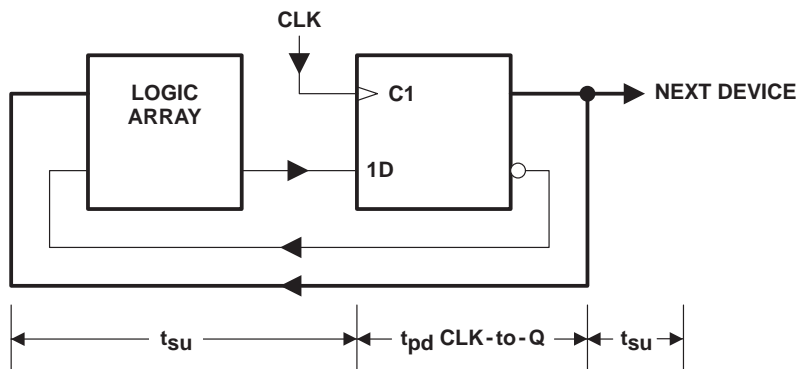 CLK
LOGIC
ARRAY
C1
1D
NEXT DEVICE
tsu
tpd CLK-to-Q
tsu